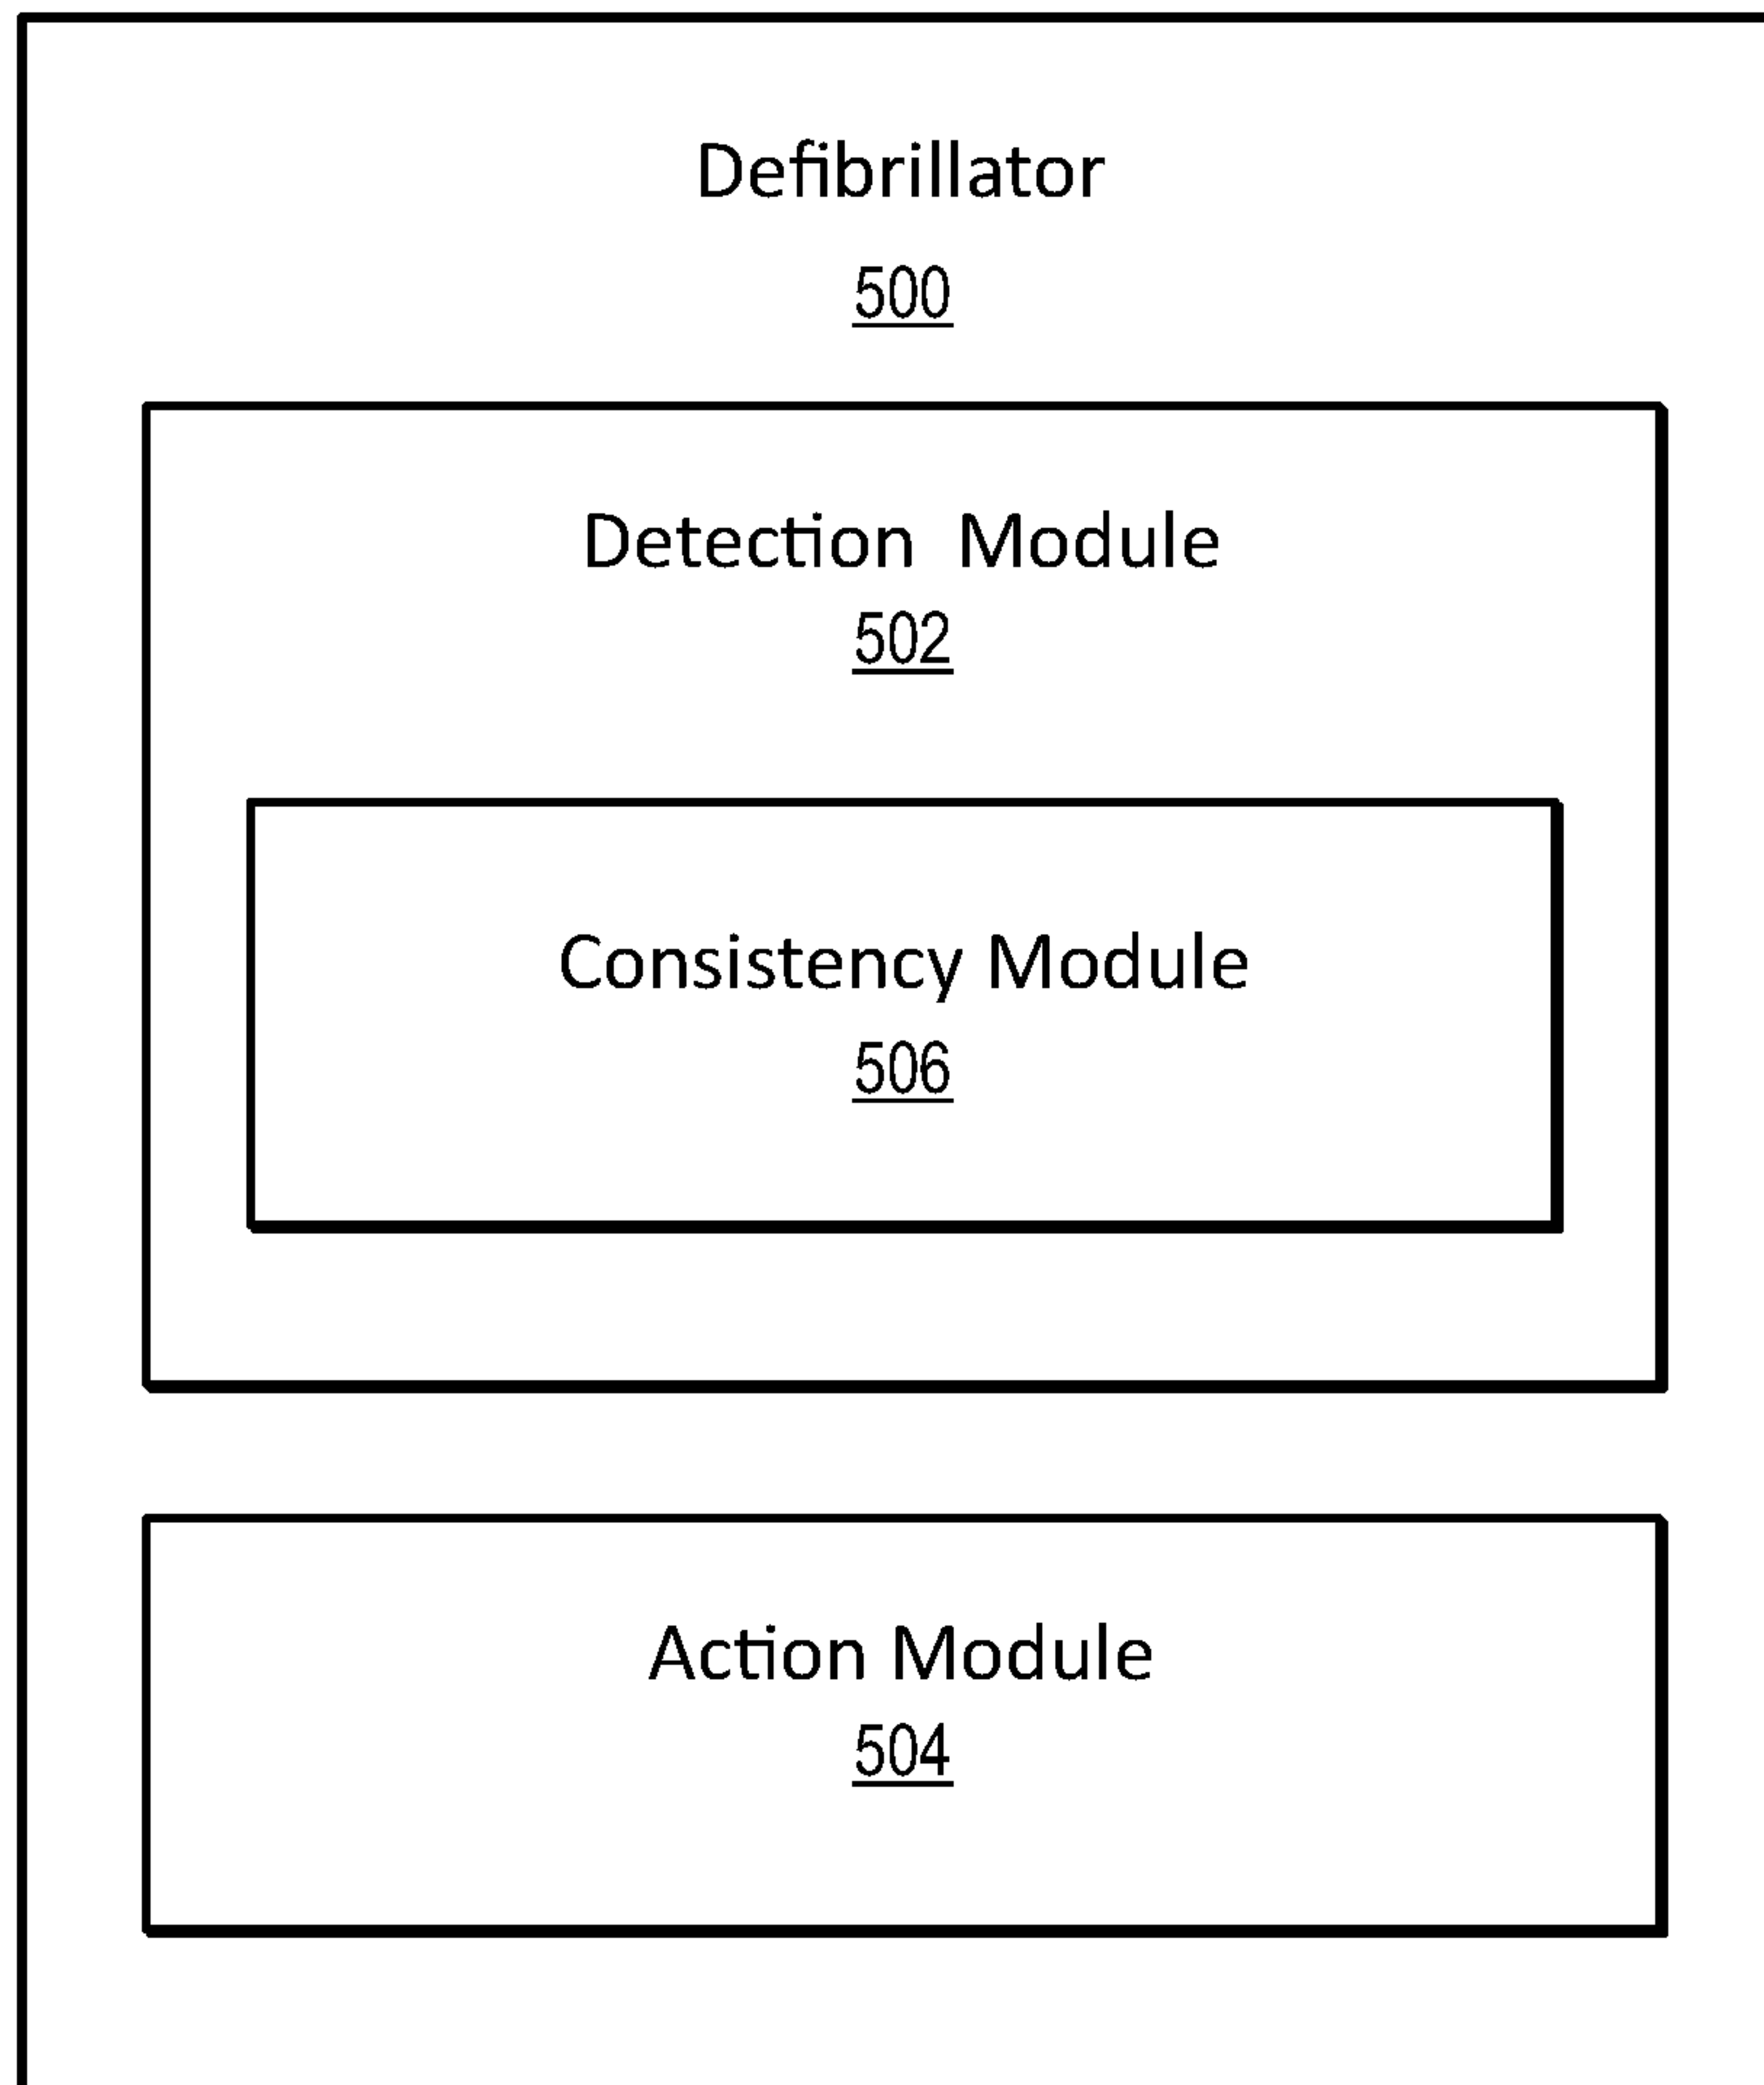 Defibrillator
500
Detection Module
502
Consistency Module
506
Action Module
504